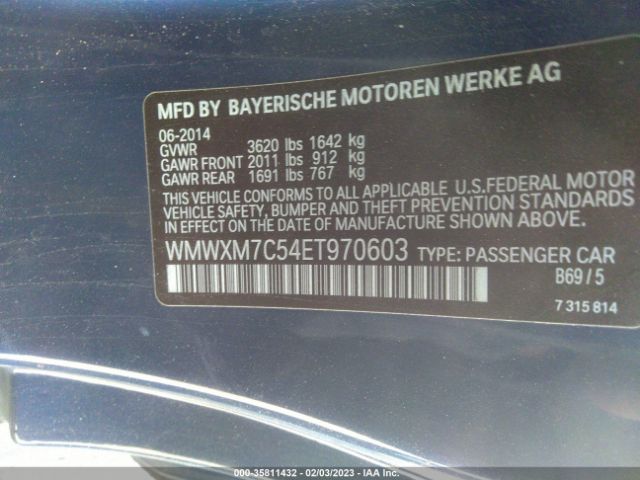 MFD BY BAYERISCHE MOTOREN WERKE AG
06-2014
GVWR 3620 lbs 1642 kg
GAWR FRONT 2011 lbs 912 kg
GAWR REAR 1691 lbs 767 kg
THIS VEHICLE CONFORMS TO ALL APPLICABLE U.S.FEDERAL MOTOR
VEHICLE SAFETY, BUMPER AND THEFT PREVENTION STANDARDS
IN EFFECT ON THE DATE OF MANUFACTURE SHOWN ABOVE.
WMWXM7C54ET970603 TYPE: PASSENGER CAR
B69/5
7 315 814
© - 35811432 - 02/03/2023 - IAA Inc.